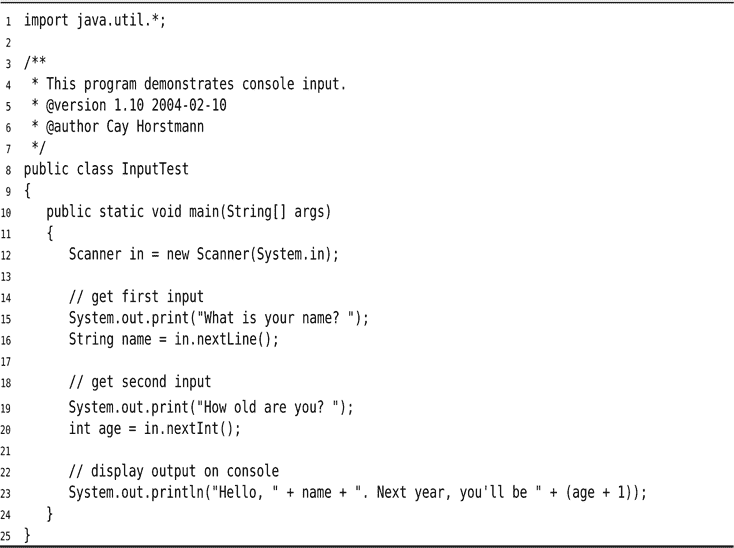 1 import java.util.*;
2
3 /**
4  * This program demonstrates console input.
5  * @version 1.10 2004-02-10
6  * @author Cay Horstmann
7  */
8 public class InputTest
9 {
10    public static void main(String[] args)
11    {
12       Scanner in = new Scanner(System.in);
13
14       // get first input
15       System.out.print("What is your name? ");
16       String name = in.nextLine();
17
18       // get second input
19       System.out.print("How old are you? ");
20       int age = in.nextInt();
21
22       // display output on console
23       System.out.println("Hello, " + name + ". Next year, you'll be " + (age + 1));
24    }
25 }